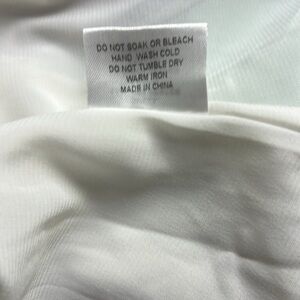 DO NOT SOAK OR BLEACH
HAND WASH COLD
DO NOT TUMBLE DRY
WARM IRON
MADE IN CHINA